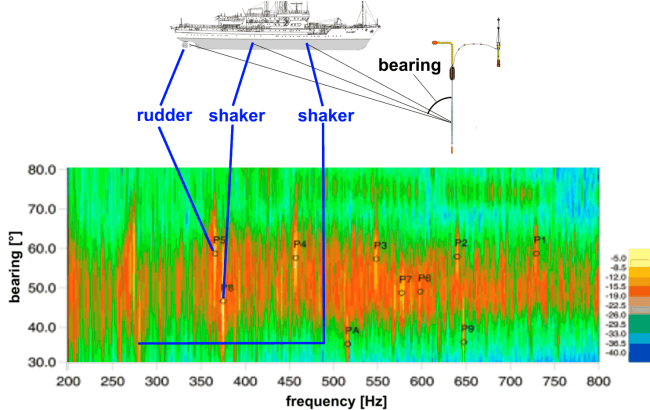 bearing
rudder shaker shaker
80.0
70.0
60.0
50.0
40.0
30.0
bearing [°]
P5
P4
P3
P2
P1
P8
P7
P6
PA
P9
200 250 300 350 400 450 500 550 600 650 700 750 800
frequency [Hz]
-5.0
-8.5
-12.0
-15.5
-19.0
-22.5
-26.0
-29.5
-33.0
-36.5
-40.0